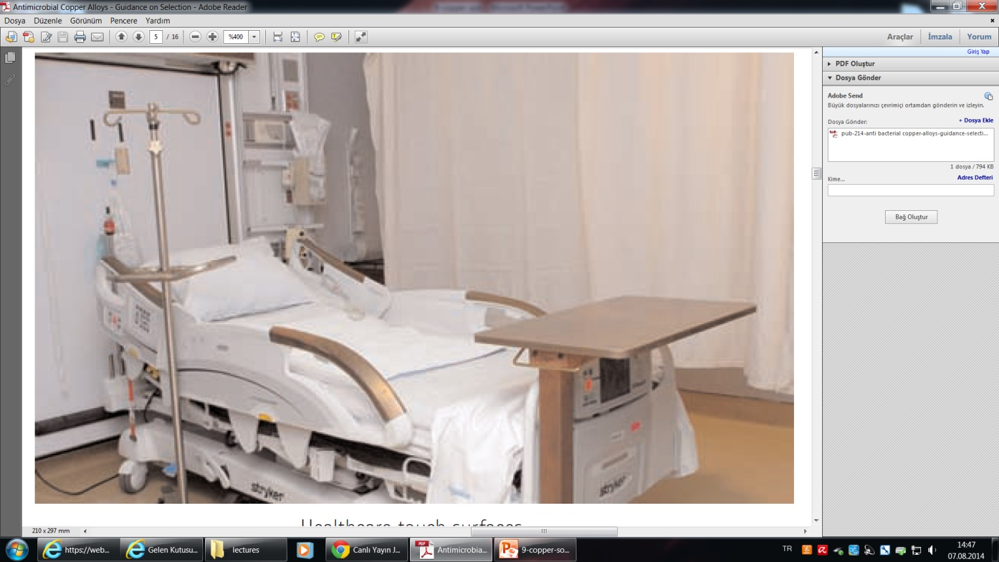 Antimicrobial Copper Alloys - Guidance on Selection - Adobe Reader
Dosya Düzenle Görünüm Pencere Yardım
5 / 16 %400 Araçlar İmzala Yorum
Giriş Yap
PDF Oluştur
Dosya Gönder
Adobe Send
Büyük dosyalarınızı çevrimiçi ortamdan gönderin ve izleyin.
Dosya Gönder: + Dosya Ekle
pub-214-anti bacterial copper-alloys-guidance-selecti...
1 dosya / 794 KB
Kime... Adres Defteri
Bağ Oluştur
stryker
stryker
Healthcare touch surfaces
210 x 297 mm
https://web... Gelen Kutusu... lectures Canlı Yayın J... Antimicrobia... 9-copper-so... TR 14:47
07.08.2014